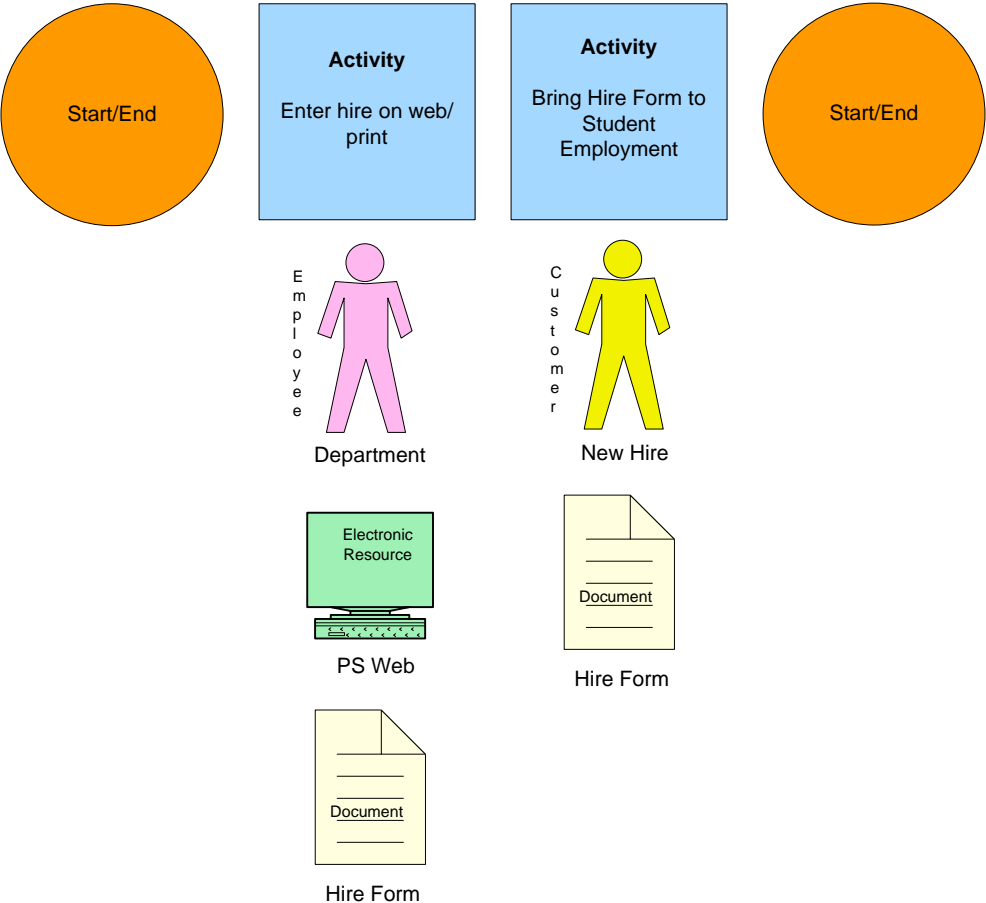 Start/End
Activity
Enter hire on web/
print
Activity
Bring Hire Form to
Student
Employment
Start/End
Employee
Department
Customer
New Hire
Electronic
Resource
PS Web
Document
Hire Form
Document
Hire Form